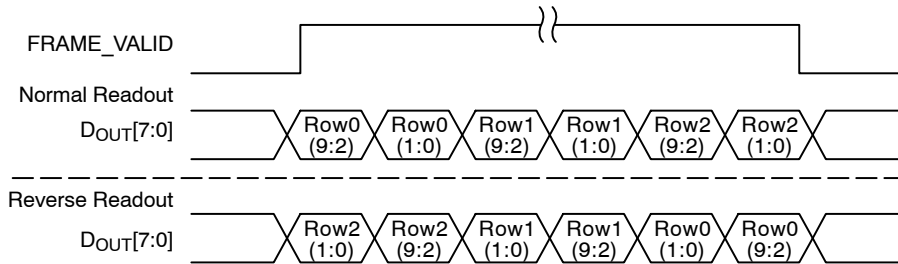 FRAME_VALID
Normal Readout
DOUT[7:0]
Row0 Row0 Row1 Row1 Row2 Row2
(9:2) (1:0) (9:2) (1:0) (9:2) (1:0)
Reverse Readout
DOUT[7:0]
Row2 Row2 Row1 Row1 Row0 Row0
(1:0) (9:2) (1:0) (9:2) (1:0) (9:2)